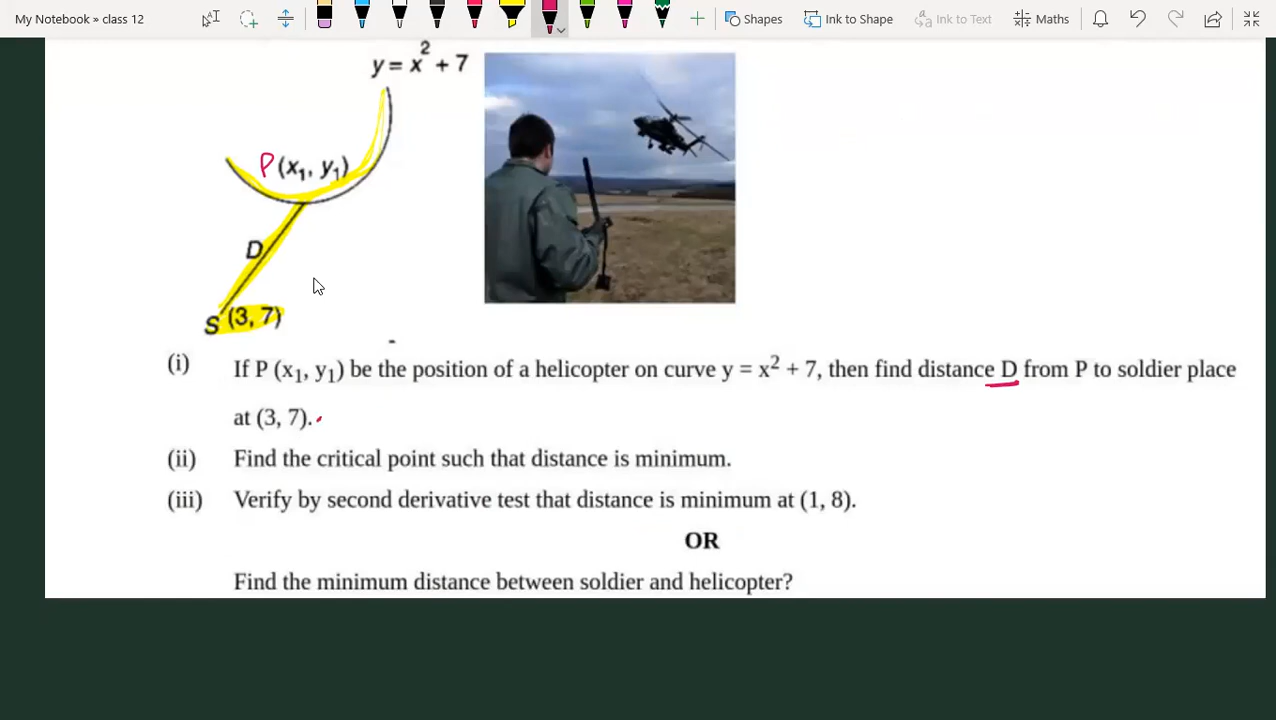 My Notebook » class 12
Shapes
Ink to Shape
Ink to Text
Maths
y = x² + 7
P (x₁, y₁)
D
S (3, 7)
(i) If P (x₁, y₁) be the position of a helicopter on curve y = x² + 7, then find distance D from P to soldier place
at (3, 7).
(ii) Find the critical point such that distance is minimum.
(iii) Verify by second derivative test that distance is minimum at (1, 8).
OR
Find the minimum distance between soldier and helicopter?